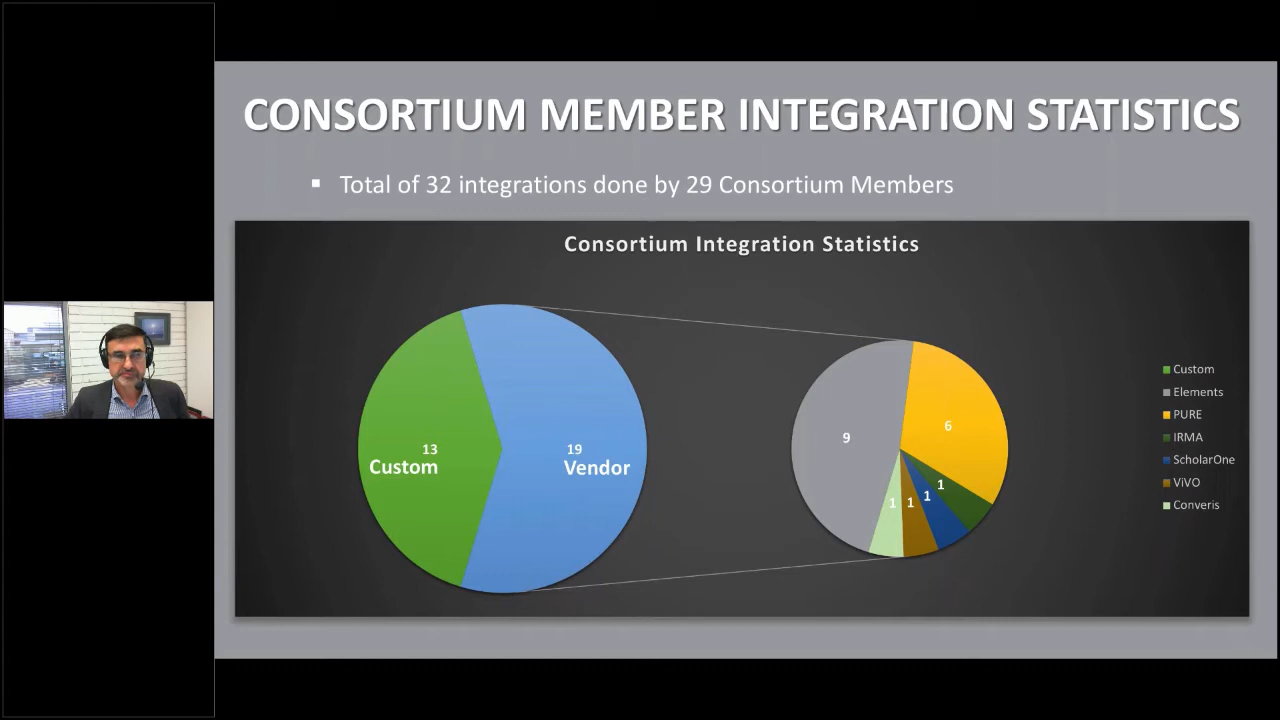 CONSORTIUM MEMBER INTEGRATION STATISTICS
▪ Total of 32 integrations done by 29 Consortium Members
Consortium Integration Statistics
13
Custom
19
Vendor
9
6
1
1
1
1
Custom
Elements
PURE
IRMA
ScholarOne
ViVO
Converis